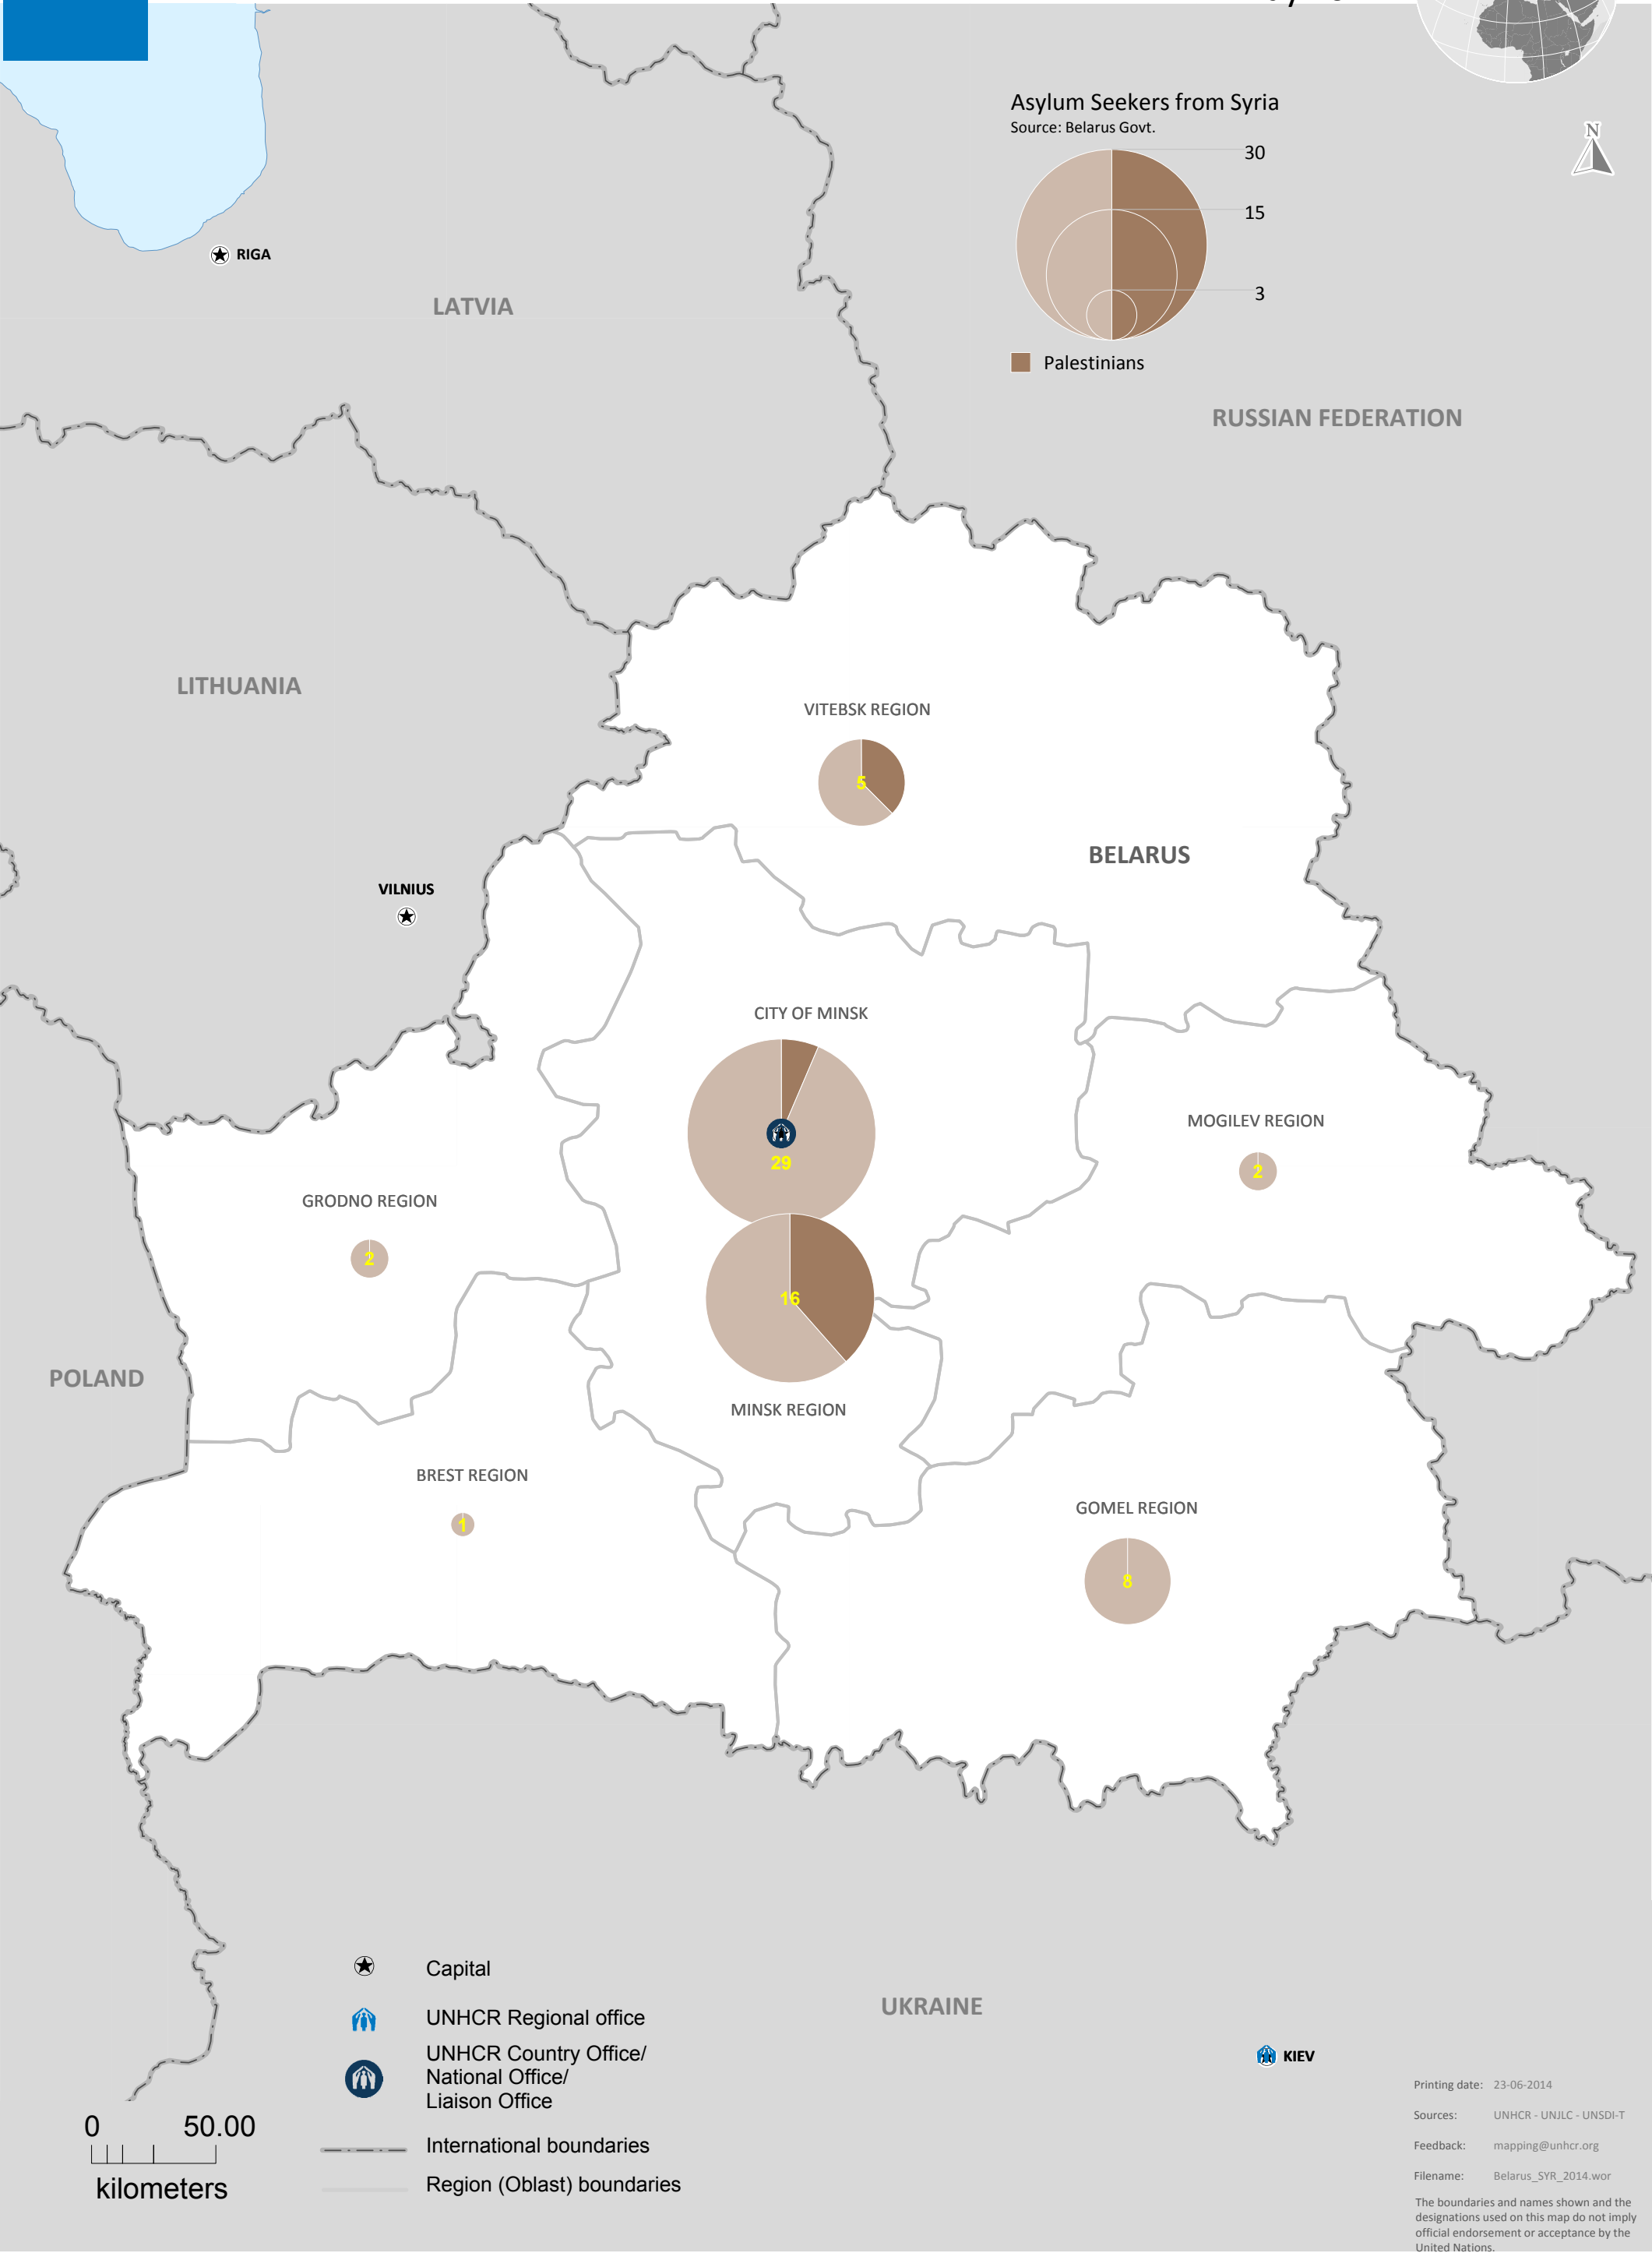 Asylum Seekers from Syria
Source: Belarus Govt.
30
15
3
Palestinians
N
RIGA
LATVIA
RUSSIAN FEDERATION
LITHUANIA
VITEBSK REGION
5
BELARUS
VILNIUS
CITY OF MINSK
29
MOGILEV REGION
2
GRODNO REGION
2
16
POLAND
MINSK REGION
BREST REGION
1
GOMEL REGION
8
Capital
UNHCR Regional office
UNHCR Country Office/
National Office/
Liaison Office
International boundaries
Region (Oblast) boundaries
0 50.00
kilometers
UKRAINE
KIEV
Printing date: 23-06-2014
Sources: UNHCR - UNJLC - UNSDI-T
Feedback: mapping@unhcr.org
Filename: Belarus_SYR_2014.wor
The boundaries and names shown and the
designations used on this map do not imply
official endorsement or acceptance by the
United Nations.